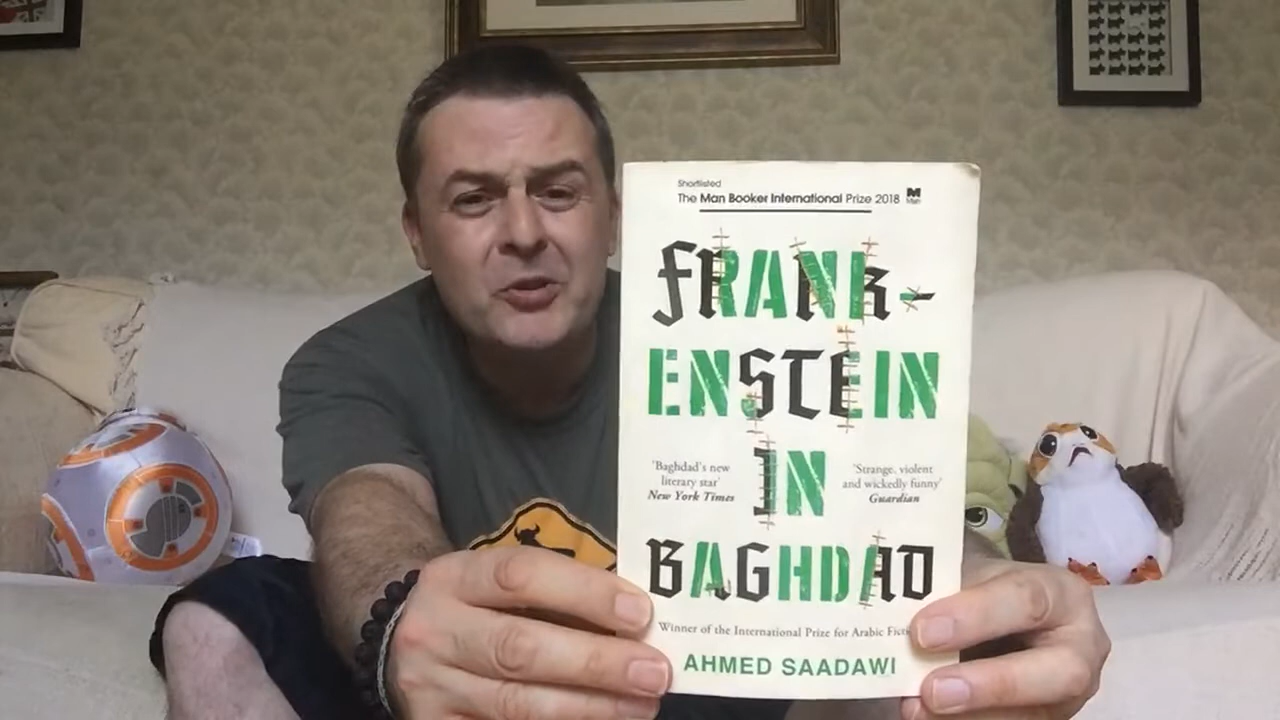 Shortlisted
The Man Booker International Prize 2018
Man
FRANK-
ENSTEIN
IN
BAGHDAD
'Baghdad's new
literary star'
New York Times
'Strange, violent
and wickedly funny'
Guardian
Winner of the International Prize for Arabic
AHMED SAADAWI